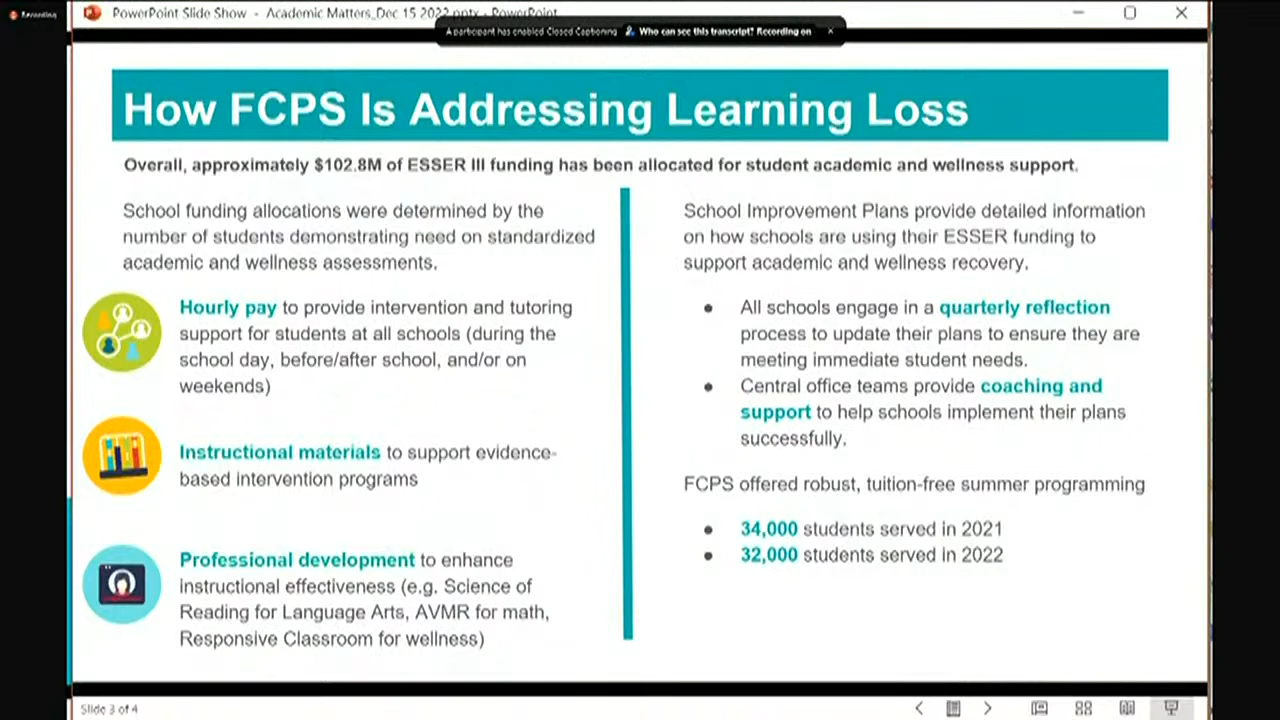 Recording
PowerPoint Slide Show - Academic Matters_Dec 15 2022.pptx - PowerPoint
A participant has enabled Closed Captioning Who can see this transcript? Recording on
How FCPS Is Addressing Learning Loss
Overall, approximately $102.8M of ESSER III funding has been allocated for student academic and wellness support.
School funding allocations were determined by the
number of students demonstrating need on standardized
academic and wellness assessments.
Hourly pay to provide intervention and tutoring
support for students at all schools (during the
school day, before/after school, and/or on
weekends)
Instructional materials to support evidence-
based intervention programs
Professional development to enhance
instructional effectiveness (e.g. Science of
Reading for Language Arts, AVMR for math,
Responsive Classroom for wellness)
School Improvement Plans provide detailed information
on how schools are using their ESSER funding to
support academic and wellness recovery.
● All schools engage in a quarterly reflection
process to update their plans to ensure they are
meeting immediate student needs.
● Central office teams provide coaching and
support to help schools implement their plans
successfully.
FCPS offered robust, tuition-free summer programming
● 34,000 students served in 2021
● 32,000 students served in 2022
Slide 3 of 4